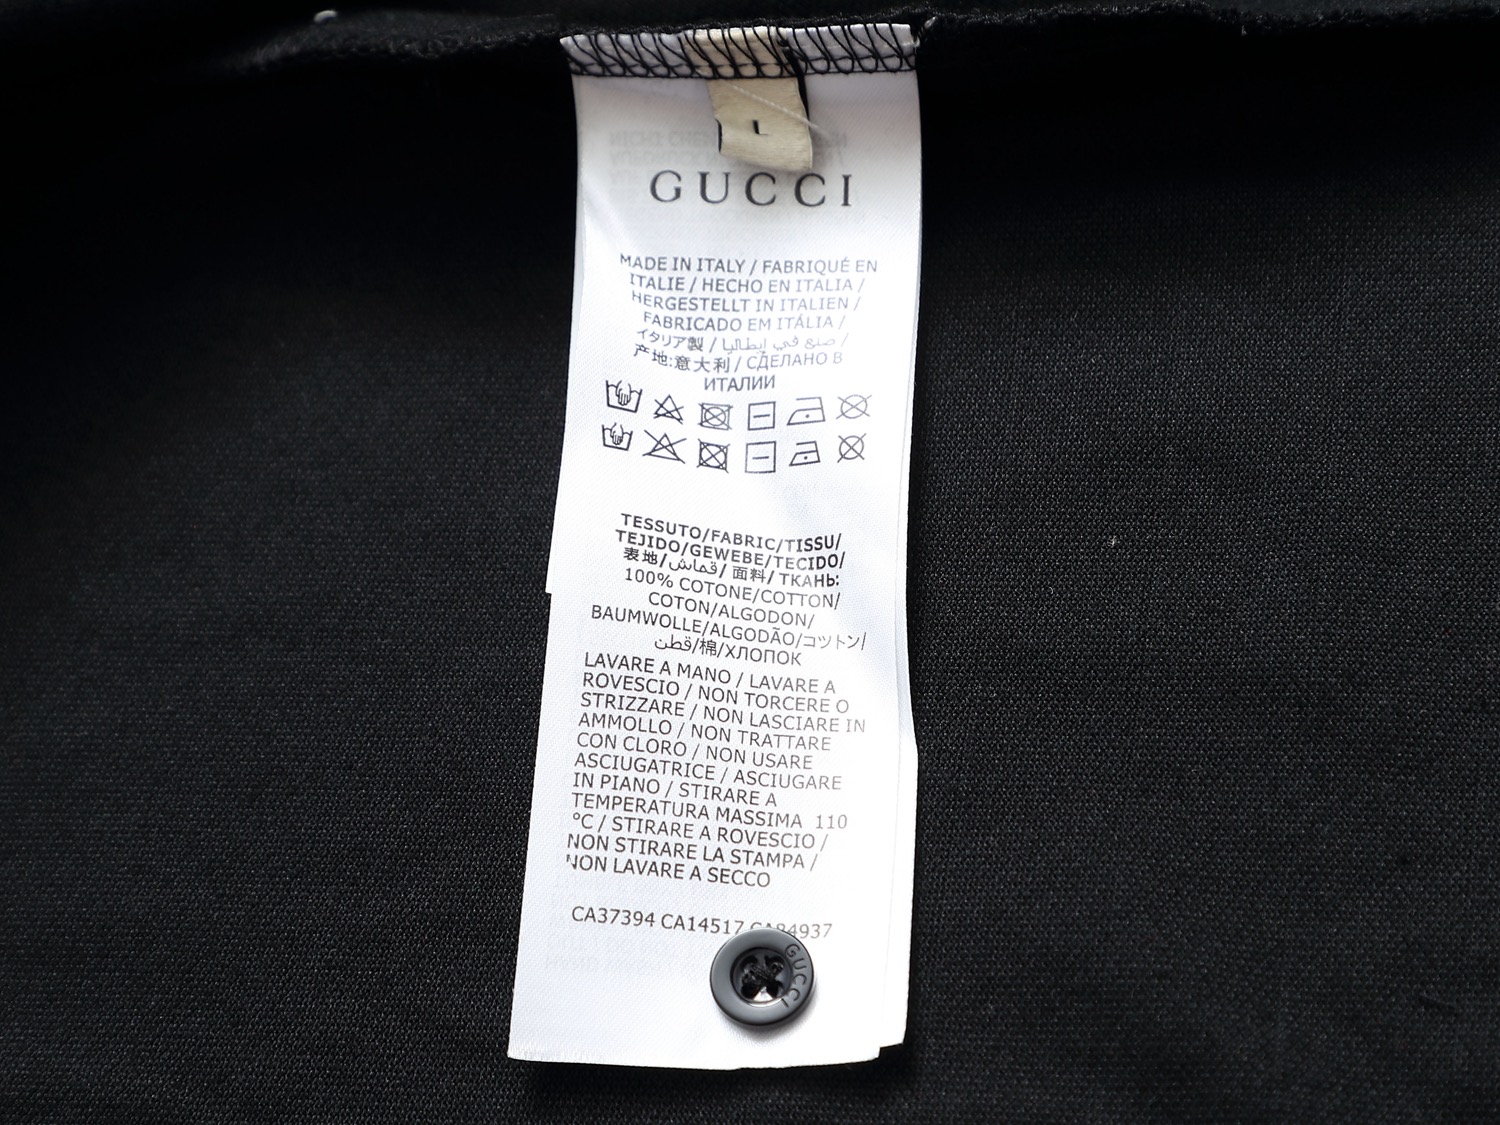 L
GUCCI
MADE IN ITALY / FABRIQUÉ EN
ITALIE / HECHO EN ITALIA /
HERGESTELLT IN ITALIEN /
FABRICADO EM ITÁLIA /
イタリア製 / صنع في إيطاليا /
产地:意大利 / СДЕЛАНО В
ИТАЛИИ
TESSUTO/FABRIC/TISSU/
TEJIDO/GEWEBE/TECIDO/
表地/قماش/ 面料/ ТКАНЬ:
100% COTONE/COTTON/
COTON/ALGODON/
BAUMWOLLE/ALGODÃO/コットン/
قطن/棉/ХЛОПОК
LAVARE A MANO / LAVARE A
ROVESCIO / NON TORCERE O
STRIZZARE / NON LASCIARE IN
AMMOLLO / NON TRATTARE
CON CLORO / NON USARE
ASCIUGATRICE / ASCIUGARE
IN PIANO / STIRARE A
TEMPERATURA MASSIMA 110
°C / STIRARE A ROVESCIO /
NON STIRARE LA STAMPA /
NON LAVARE A SECCO
CA37394 CA14517 CA84937
GUCCI